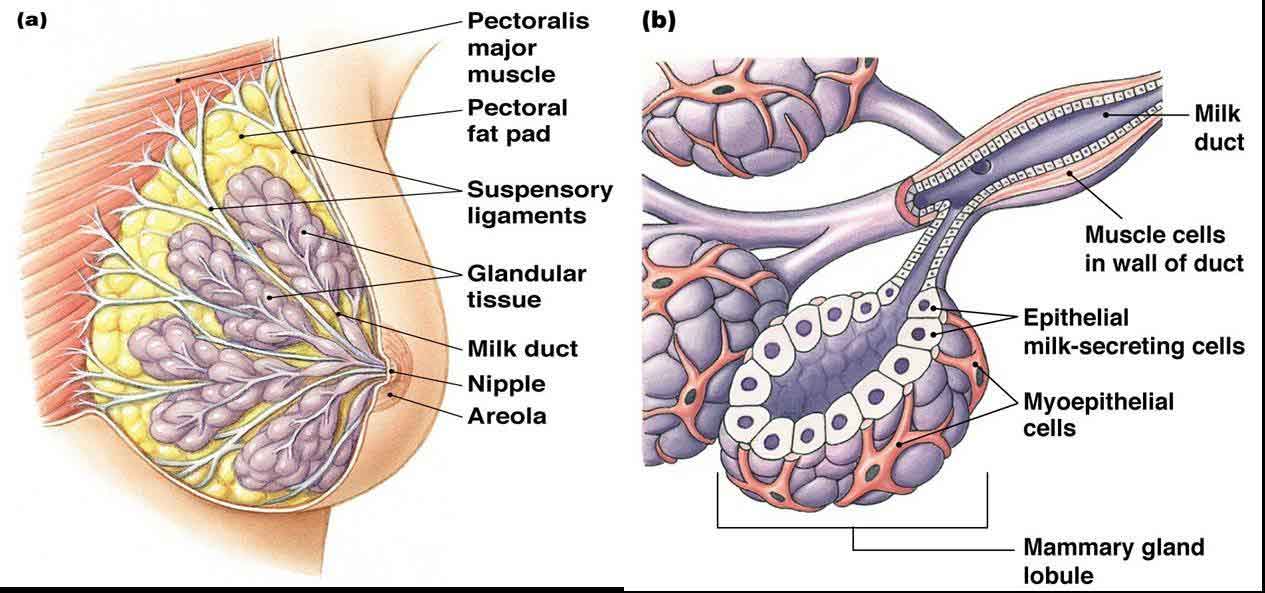 (a)
Pectoralis
major
muscle
Pectoral
fat pad
Suspensory
ligaments
Glandular
tissue
Milk duct
Nipple
Areola
(b)
Milk
duct
Muscle cells
in wall of duct
Epithelial
milk-secreting cells
Myoepithelial
cells
Mammary gland
lobule